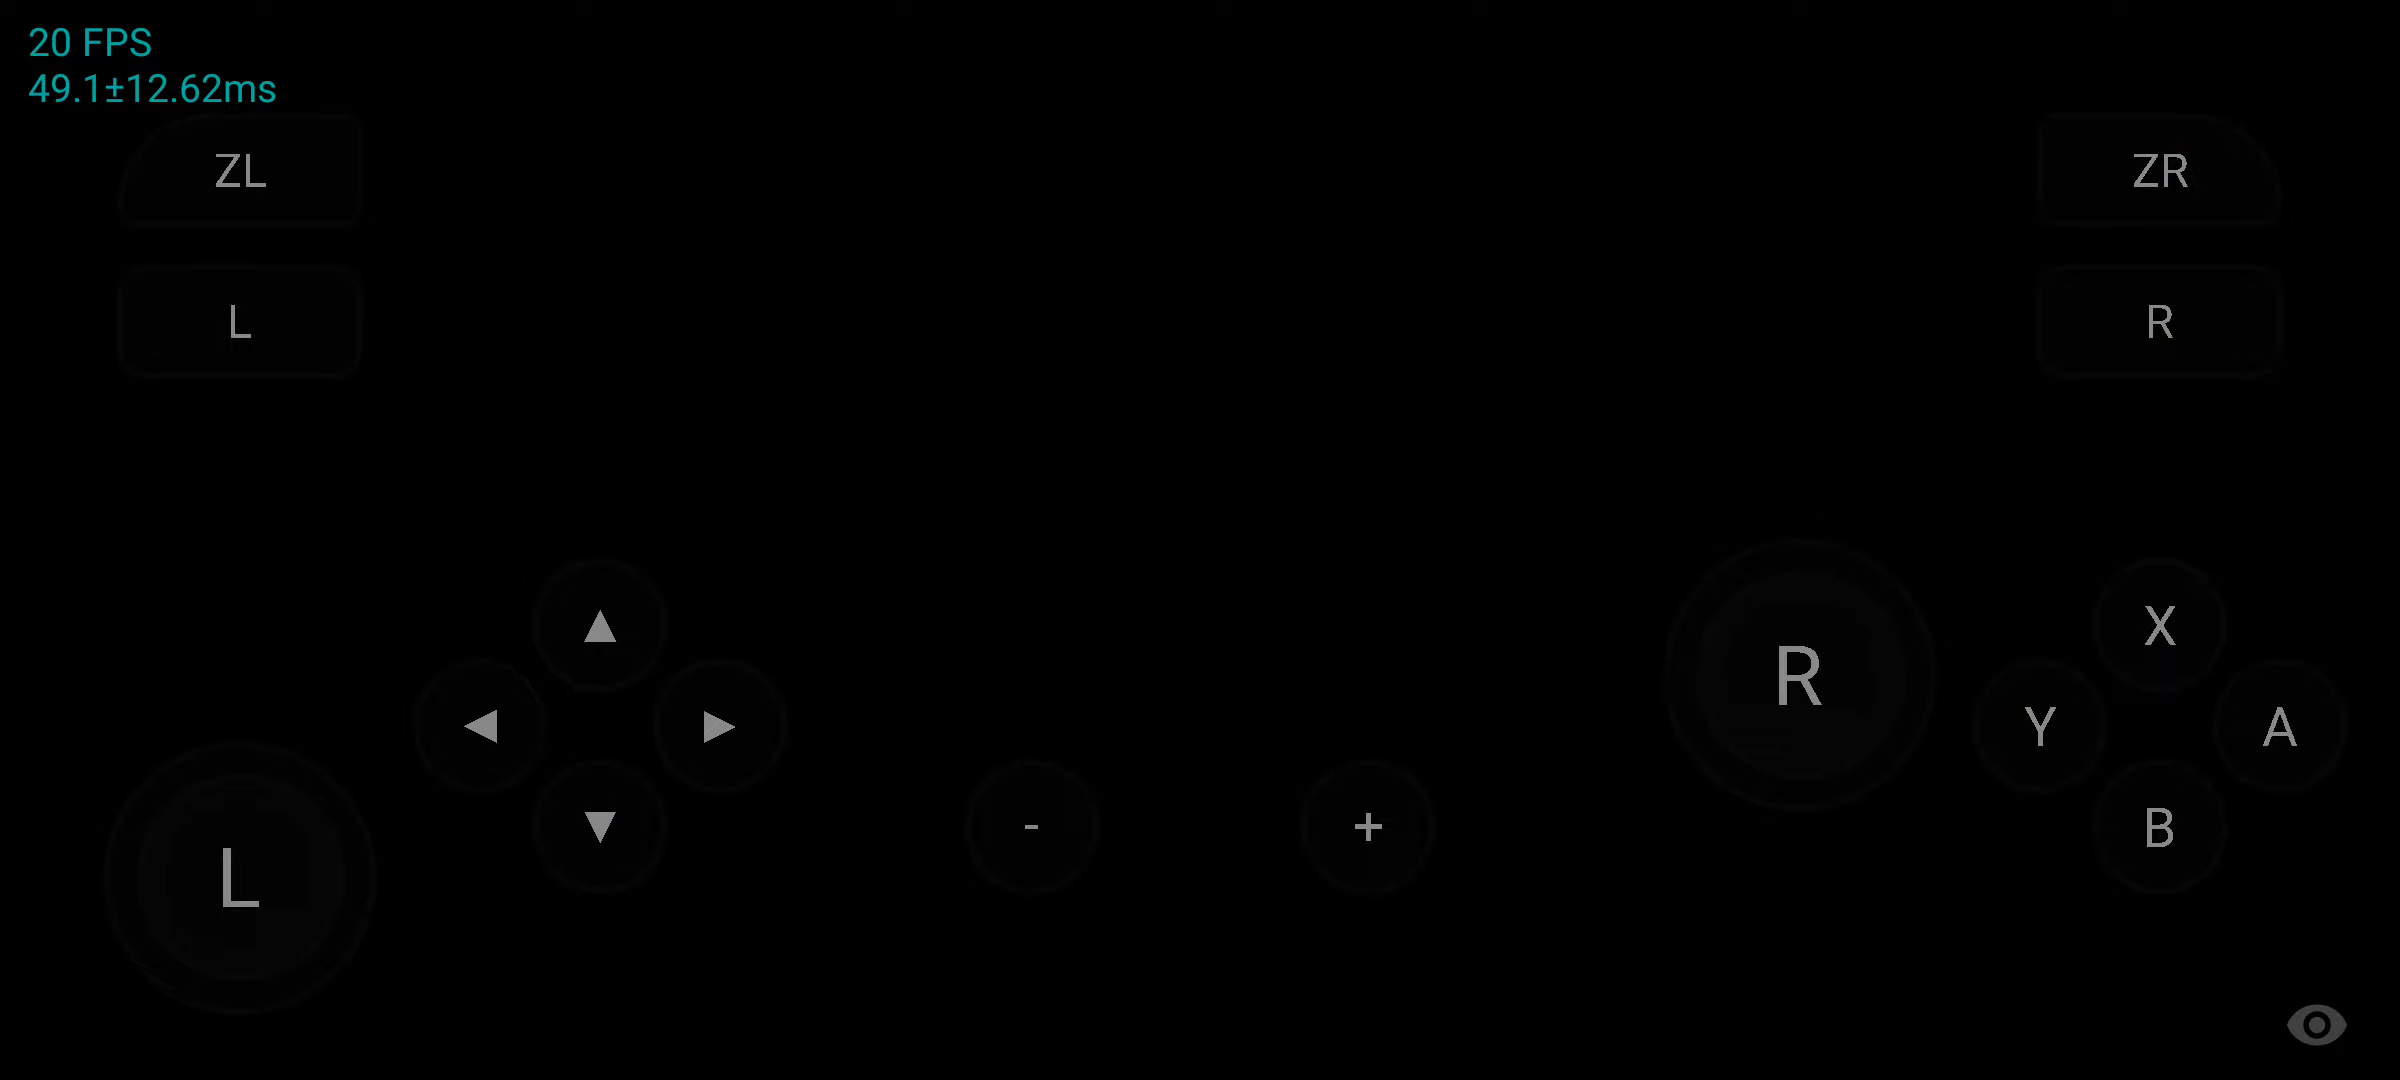 20 FPS
49.1±12.62ms
ZL
ZR
L
R
▲
X
R
◀
▶
Y
A
-
+
▼
B
L